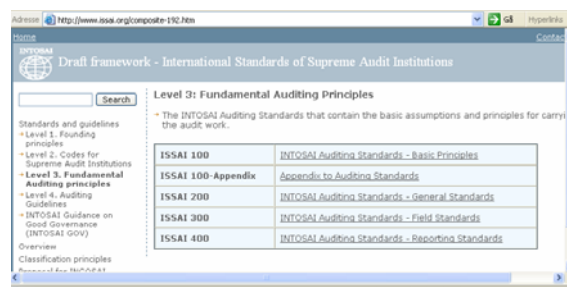 Adresse http://www.issai.org/composite-192.htm Gå Hyperlinks
Home Contac
INTOSAI
Draft framework - International Standards of Supreme Audit Institutions
Search
Standards and guidelines
Level 1. Founding principles
Level 2. Codes for Supreme Audit Institutions
Level 3. Fundamental Auditing principles
Level 4. Auditing Guidelines
INTOSAI Guidance on Good Governance (INTOSAI GOV)
Overview
Classification principles
Level 3: Fundamental Auditing Principles
The INTOSAI Auditing Standards that contain the basic assumptions and principles for carryi
the audit work.
ISSAI 100 INTOSAI Auditing Standards - Basic Principles
ISSAI 100-Appendix Appendix to Auditing Standards
ISSAI 200 INTOSAI Auditing Standards - General Standards
ISSAI 300 INTOSAI Auditing Standards - Field Standards
ISSAI 400 INTOSAI Auditing Standards - Reporting Standards